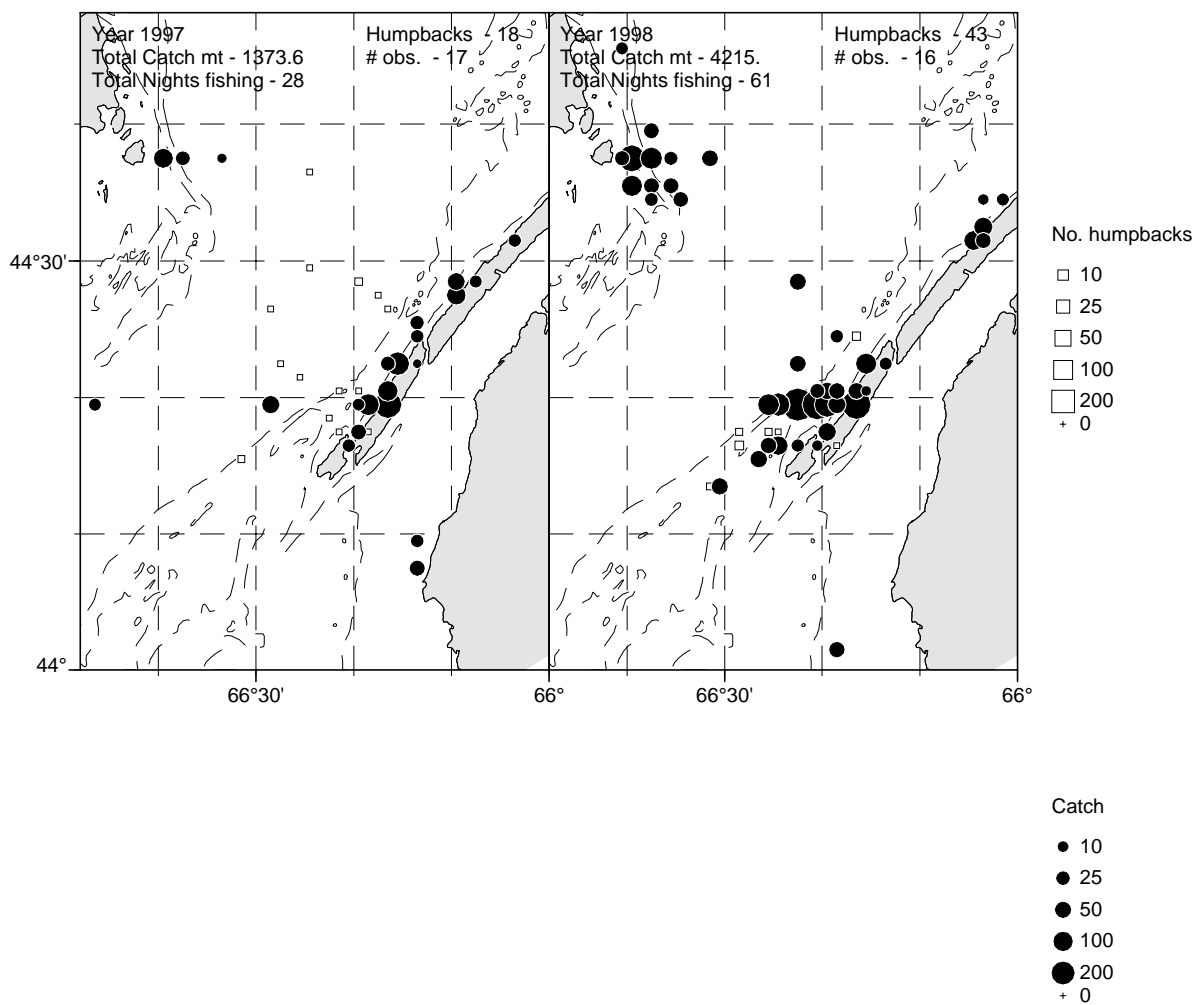 Year 1997
Total Catch mt - 1373.6
Total Nights fishing - 28
Humpbacks - 18
# obs. - 17
Year 1998
Total Catch mt - 4215.
Total Nights fishing - 61
Humpbacks - 43
# obs. - 16
44°30'
44°
66°30'
66°
66°30'
66°
No. humpbacks
10
25
50
100
200
0
Catch
10
25
50
100
200
0